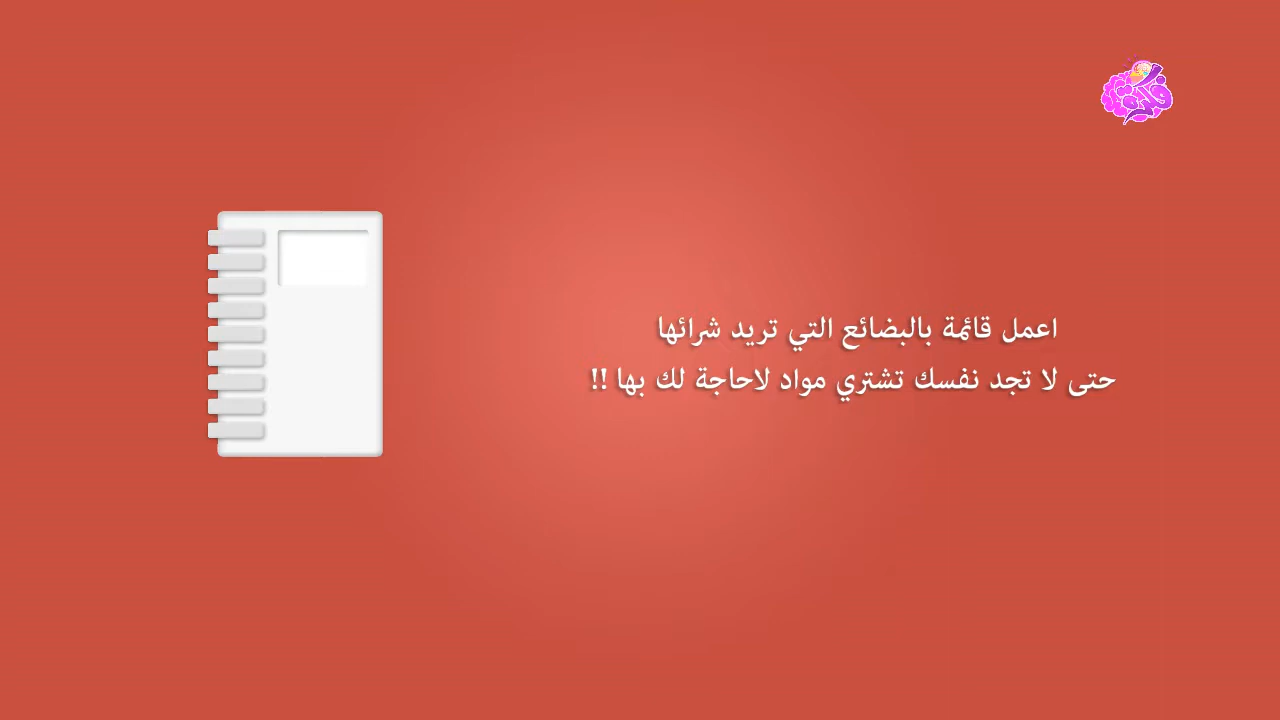 اعمل قائمة بالبضائع التي تريد شرائها
حتى لا تجد نفسك تشتري مواد لاحاجة لك بها !!